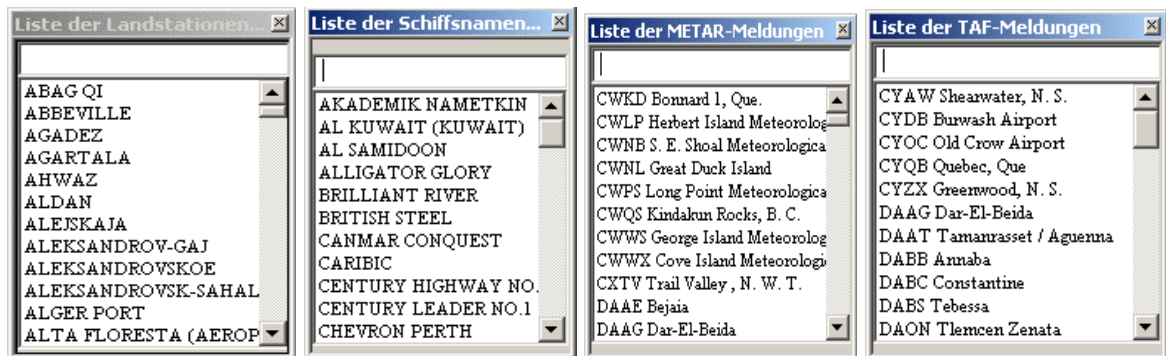 Liste der Landstationen...
ABAG QI
ABBEVILLE
AGADEZ
AGARTALA
AHWAZ
ALDAN
ALEJSKAJA
ALEKSANDROV-GAJ
ALEKSANDROVSKOE
ALEKSANDROVSK-SAHAL
ALGER PORT
ALTA FLORESTA (AEROP
Liste der Schiffsnamen...
AKADEMIK NAMETKIN
AL KUWAIT (KUWAIT)
AL SAMIDOON
ALLIGATOR GLORY
BRILLIANT RIVER
BRITISH STEEL
CANMAR CONQUEST
CARIBIC
CENTURY HIGHWAY NO.
CENTURY LEADER NO.1
CHEVRON PERTH
Liste der METAR-Meldungen
CWKD Bonnard 1, Que.
CWLP Herbert Island Meteorolog
CWNB S. E. Shoal Meteorologica
CWNL Great Duck Island
CWPS Long Point Meteorologica
CWQS Kindakun Rocks, B. C.
CWWS George Island Meteorolog
CWWX Cove Island Meteorologi
CXTV Trail Valley , N. W. T.
DAAE Bejaia
DAAG Dar-El-Beida
Liste der TAF-Meldungen
CYAW Shearwater, N. S.
CYDB Burwash Airport
CYOC Old Crow Airport
CYQB Quebec, Que
CYZX Greenwood, N. S.
DAAG Dar-El-Beida
DAAT Tamanrasset / Aguenna
DABB Annaba
DABC Constantine
DABS Tebessa
DAON Tlemcen Zenata